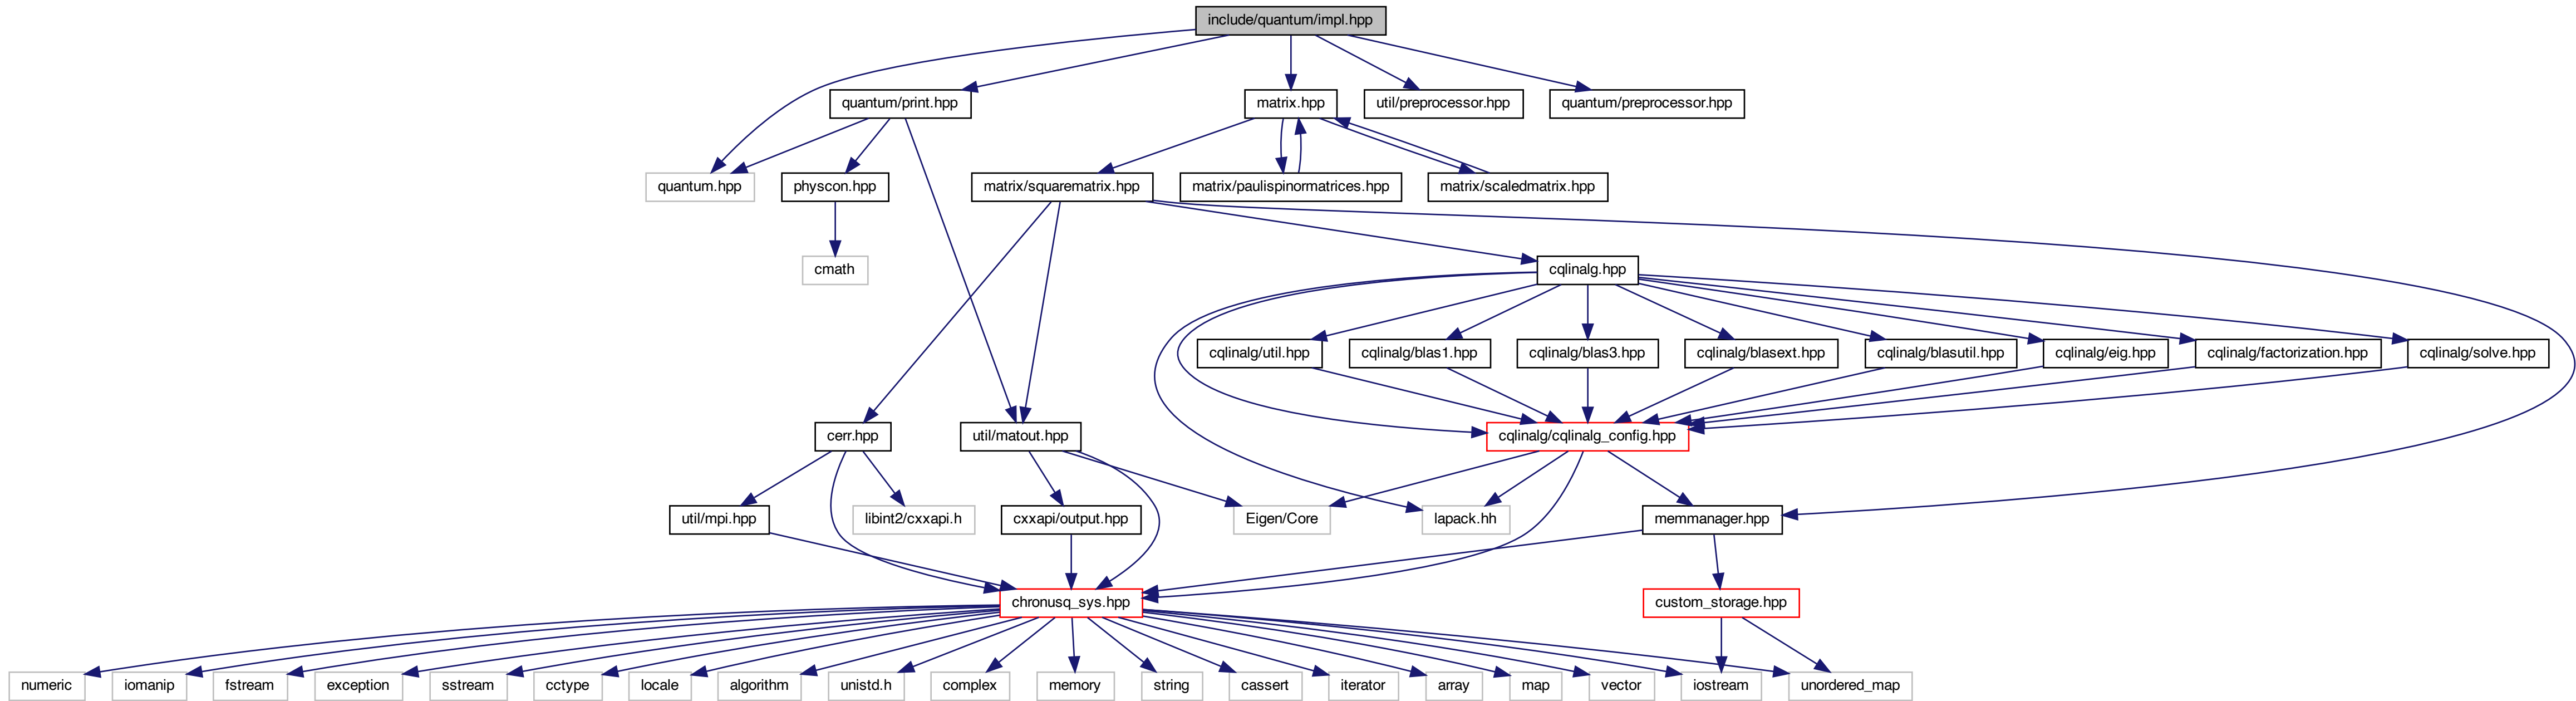 include/quantum/impl.hpp
quantum/print.hpp
matrix.hpp
util/preprocessor.hpp
quantum/preprocessor.hpp
quantum.hpp
physcon.hpp
matrix/squarematrix.hpp
matrix/paulispinormatrices.hpp
matrix/scaledmatrix.hpp
cmath
cqlinalg.hpp
cqlinalg/util.hpp
cqlinalg/blas1.hpp
cqlinalg/blas3.hpp
cqlinalg/blasext.hpp
cqlinalg/blasutil.hpp
cqlinalg/eig.hpp
cqlinalg/factorization.hpp
cqlinalg/solve.hpp
cerr.hpp
util/matout.hpp
cqlinalg/cqlinalg_config.hpp
util/mpi.hpp
libint2/cxxapi.h
cxxapi/output.hpp
Eigen/Core
lapack.hh
memmanager.hpp
chronusq_sys.hpp
custom_storage.hpp
numeric
iomanip
fstream
exception
sstream
cctype
locale
algorithm
unistd.h
complex
memory
string
cassert
iterator
array
map
vector
iostream
unordered_map